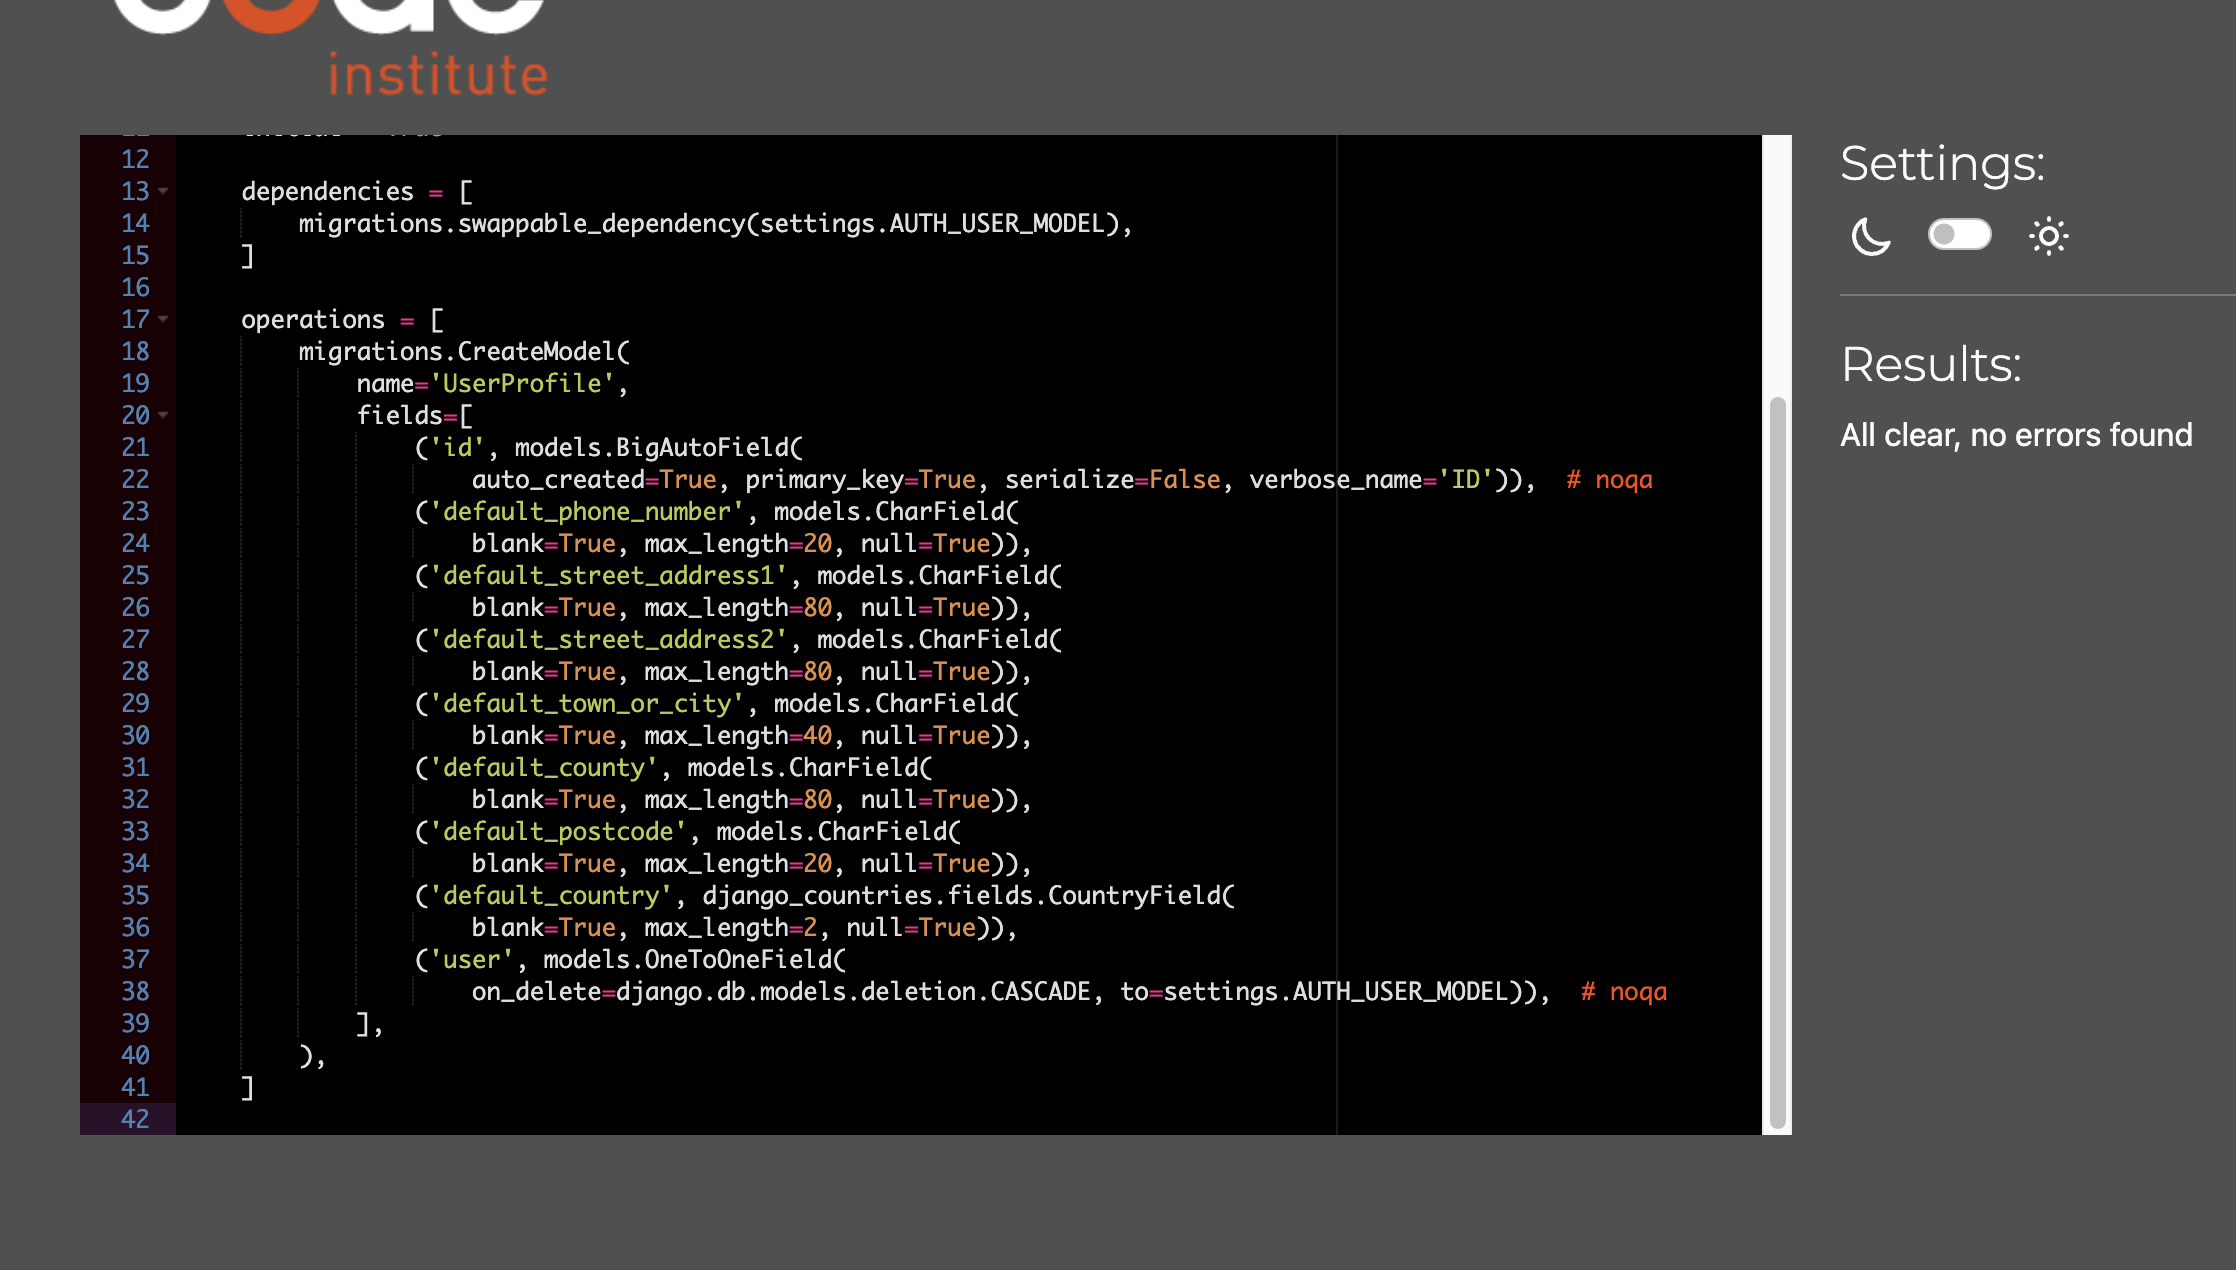 institute
12
13 dependencies = [
14 migrations.swappable_dependency(settings.AUTH_USER_MODEL),
15 ]
16
17 operations = [
18 migrations.CreateModel(
19 name='UserProfile',
20 fields=[
21 ('id', models.BigAutoField(
22 auto_created=True, primary_key=True, serialize=False, verbose_name='ID')), # noqa
23 ('default_phone_number', models.CharField(
24 blank=True, max_length=20, null=True)),
25 ('default_street_address1', models.CharField(
26 blank=True, max_length=80, null=True)),
27 ('default_street_address2', models.CharField(
28 blank=True, max_length=80, null=True)),
29 ('default_town_or_city', models.CharField(
30 blank=True, max_length=40, null=True)),
31 ('default_county', models.CharField(
32 blank=True, max_length=80, null=True)),
33 ('default_postcode', models.CharField(
34 blank=True, max_length=20, null=True)),
35 ('default_country', django_countries.fields.CountryField(
36 blank=True, max_length=2, null=True)),
37 ('user', models.OneToOneField(
38 on_delete=django.db.models.deletion.CASCADE, to=settings.AUTH_USER_MODEL)), # noqa
39 ],
40 ),
41 ]
42
Settings:
Results:
All clear, no errors found